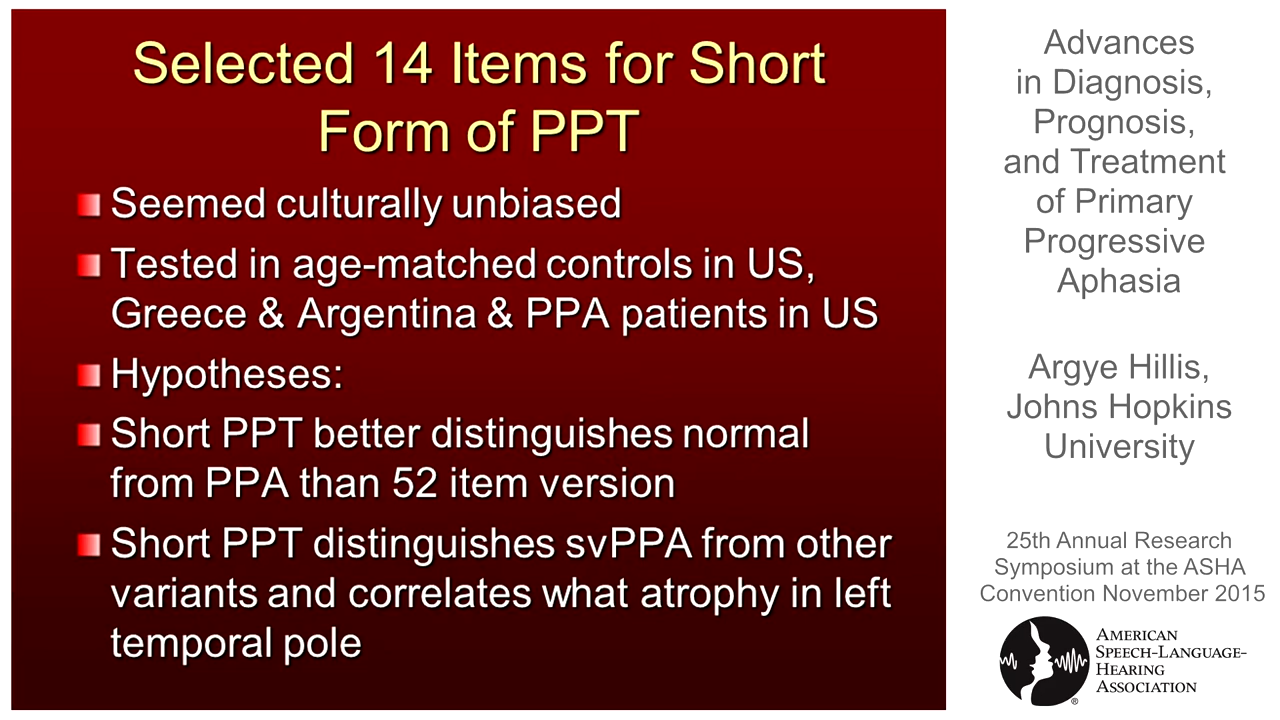 Selected 14 Items for Short
Form of PPT
Seemed culturally unbiased
Tested in age-matched controls in US,
Greece & Argentina & PPA patients in US
Hypotheses:
Short PPT better distinguishes normal
from PPA than 52 item version
Short PPT distinguishes svPPA from other
variants and correlates what atrophy in left
temporal pole
Advances
in Diagnosis,
Prognosis,
and Treatment
of Primary
Progressive
Aphasia
Argye Hillis,
Johns Hopkins
University
25th Annual Research
Symposium at the ASHA
Convention November 2015
AMERICAN
SPEECH-LANGUAGE-
HEARING
ASSOCIATION
®